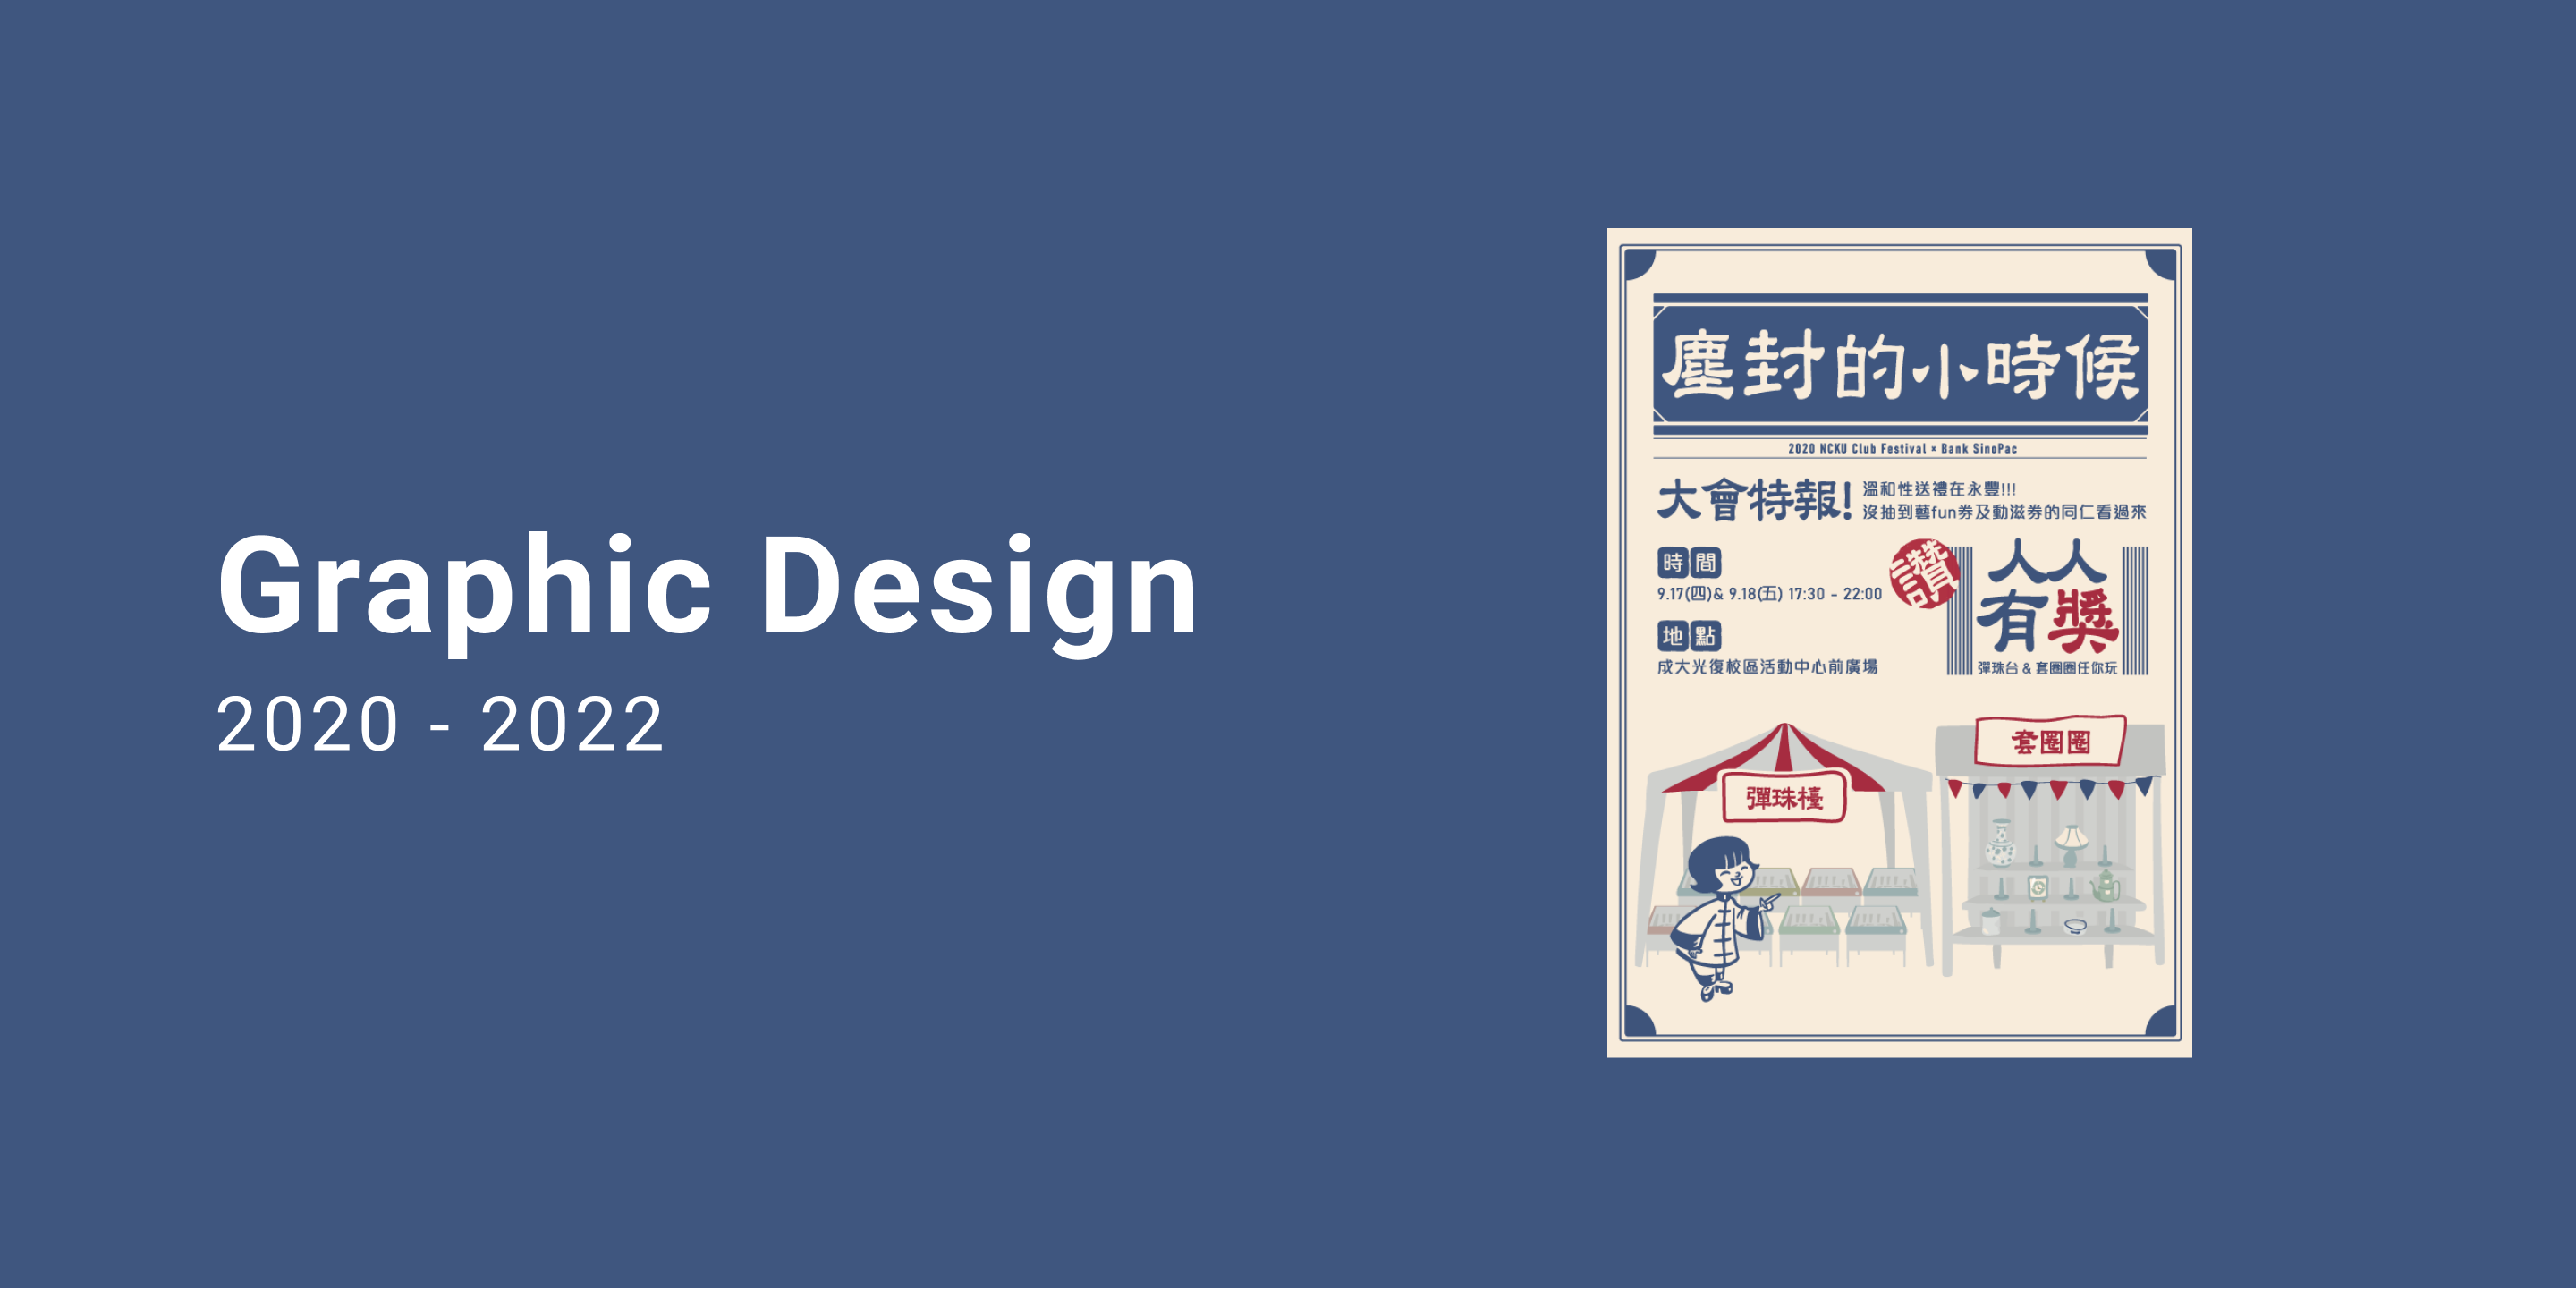 Graphic Design
2020 - 2022
塵封的小時候
2020 NCKU Club Festival × Bank SinoPac
大會特報!
溫和性送禮在永豐!!!
沒抽到藝fun券及動滋券的同仁看過來
時間
9.17(四)& 9.18(五) 17:30 - 22:00
地點
成大光復校區活動中心前廣場
讚
人人
有獎
彈珠台 & 套圈圈任你玩
彈珠檯
套圈圈